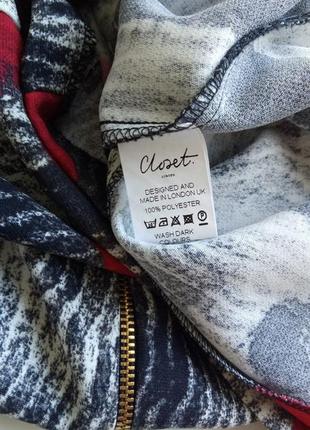 Closet.
LONDON
DESIGNED AND
MADE IN LONDON UK
100% POLYESTER
WASH DARK
COLOURS